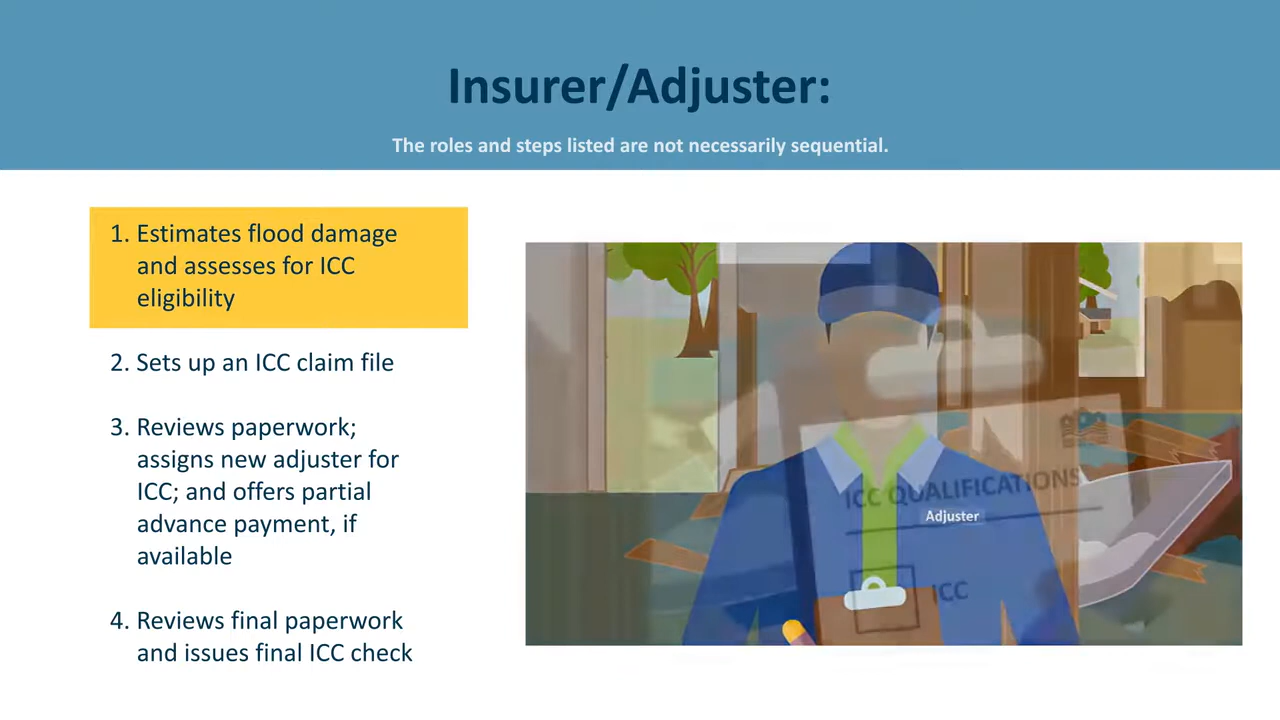 Insurer/Adjuster:
The roles and steps listed are not necessarily sequential.
1. Estimates flood damage
and assesses for ICC
eligibility
2. Sets up an ICC claim file
3. Reviews paperwork;
assigns new adjuster for
ICC; and offers partial
advance payment, if
available
4. Reviews final paperwork
and issues final ICC check
ICC QUALIFICATIONS
Adjuster
ICC